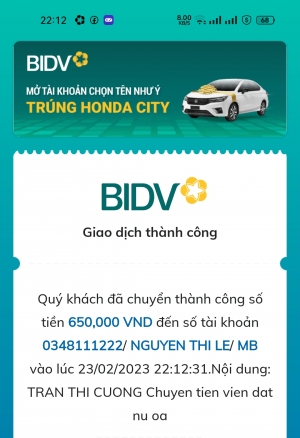 22:12
8.00
KB/S
68
BIDV
MỞ TÀI KHOẢN CHỌN TÊN NHƯ Ý
TRÚNG HONDA CITY
BIDV
Giao dịch thành công
Quý khách đã chuyển thành công số
tiền 650,000 VND đến số tài khoản
0348111222/ NGUYEN THI LE/ MB
vào lúc 23/02/2023 22:12:31.Nội dung:
TRAN THI CUONG Chuyen tien vien dat
nu oa